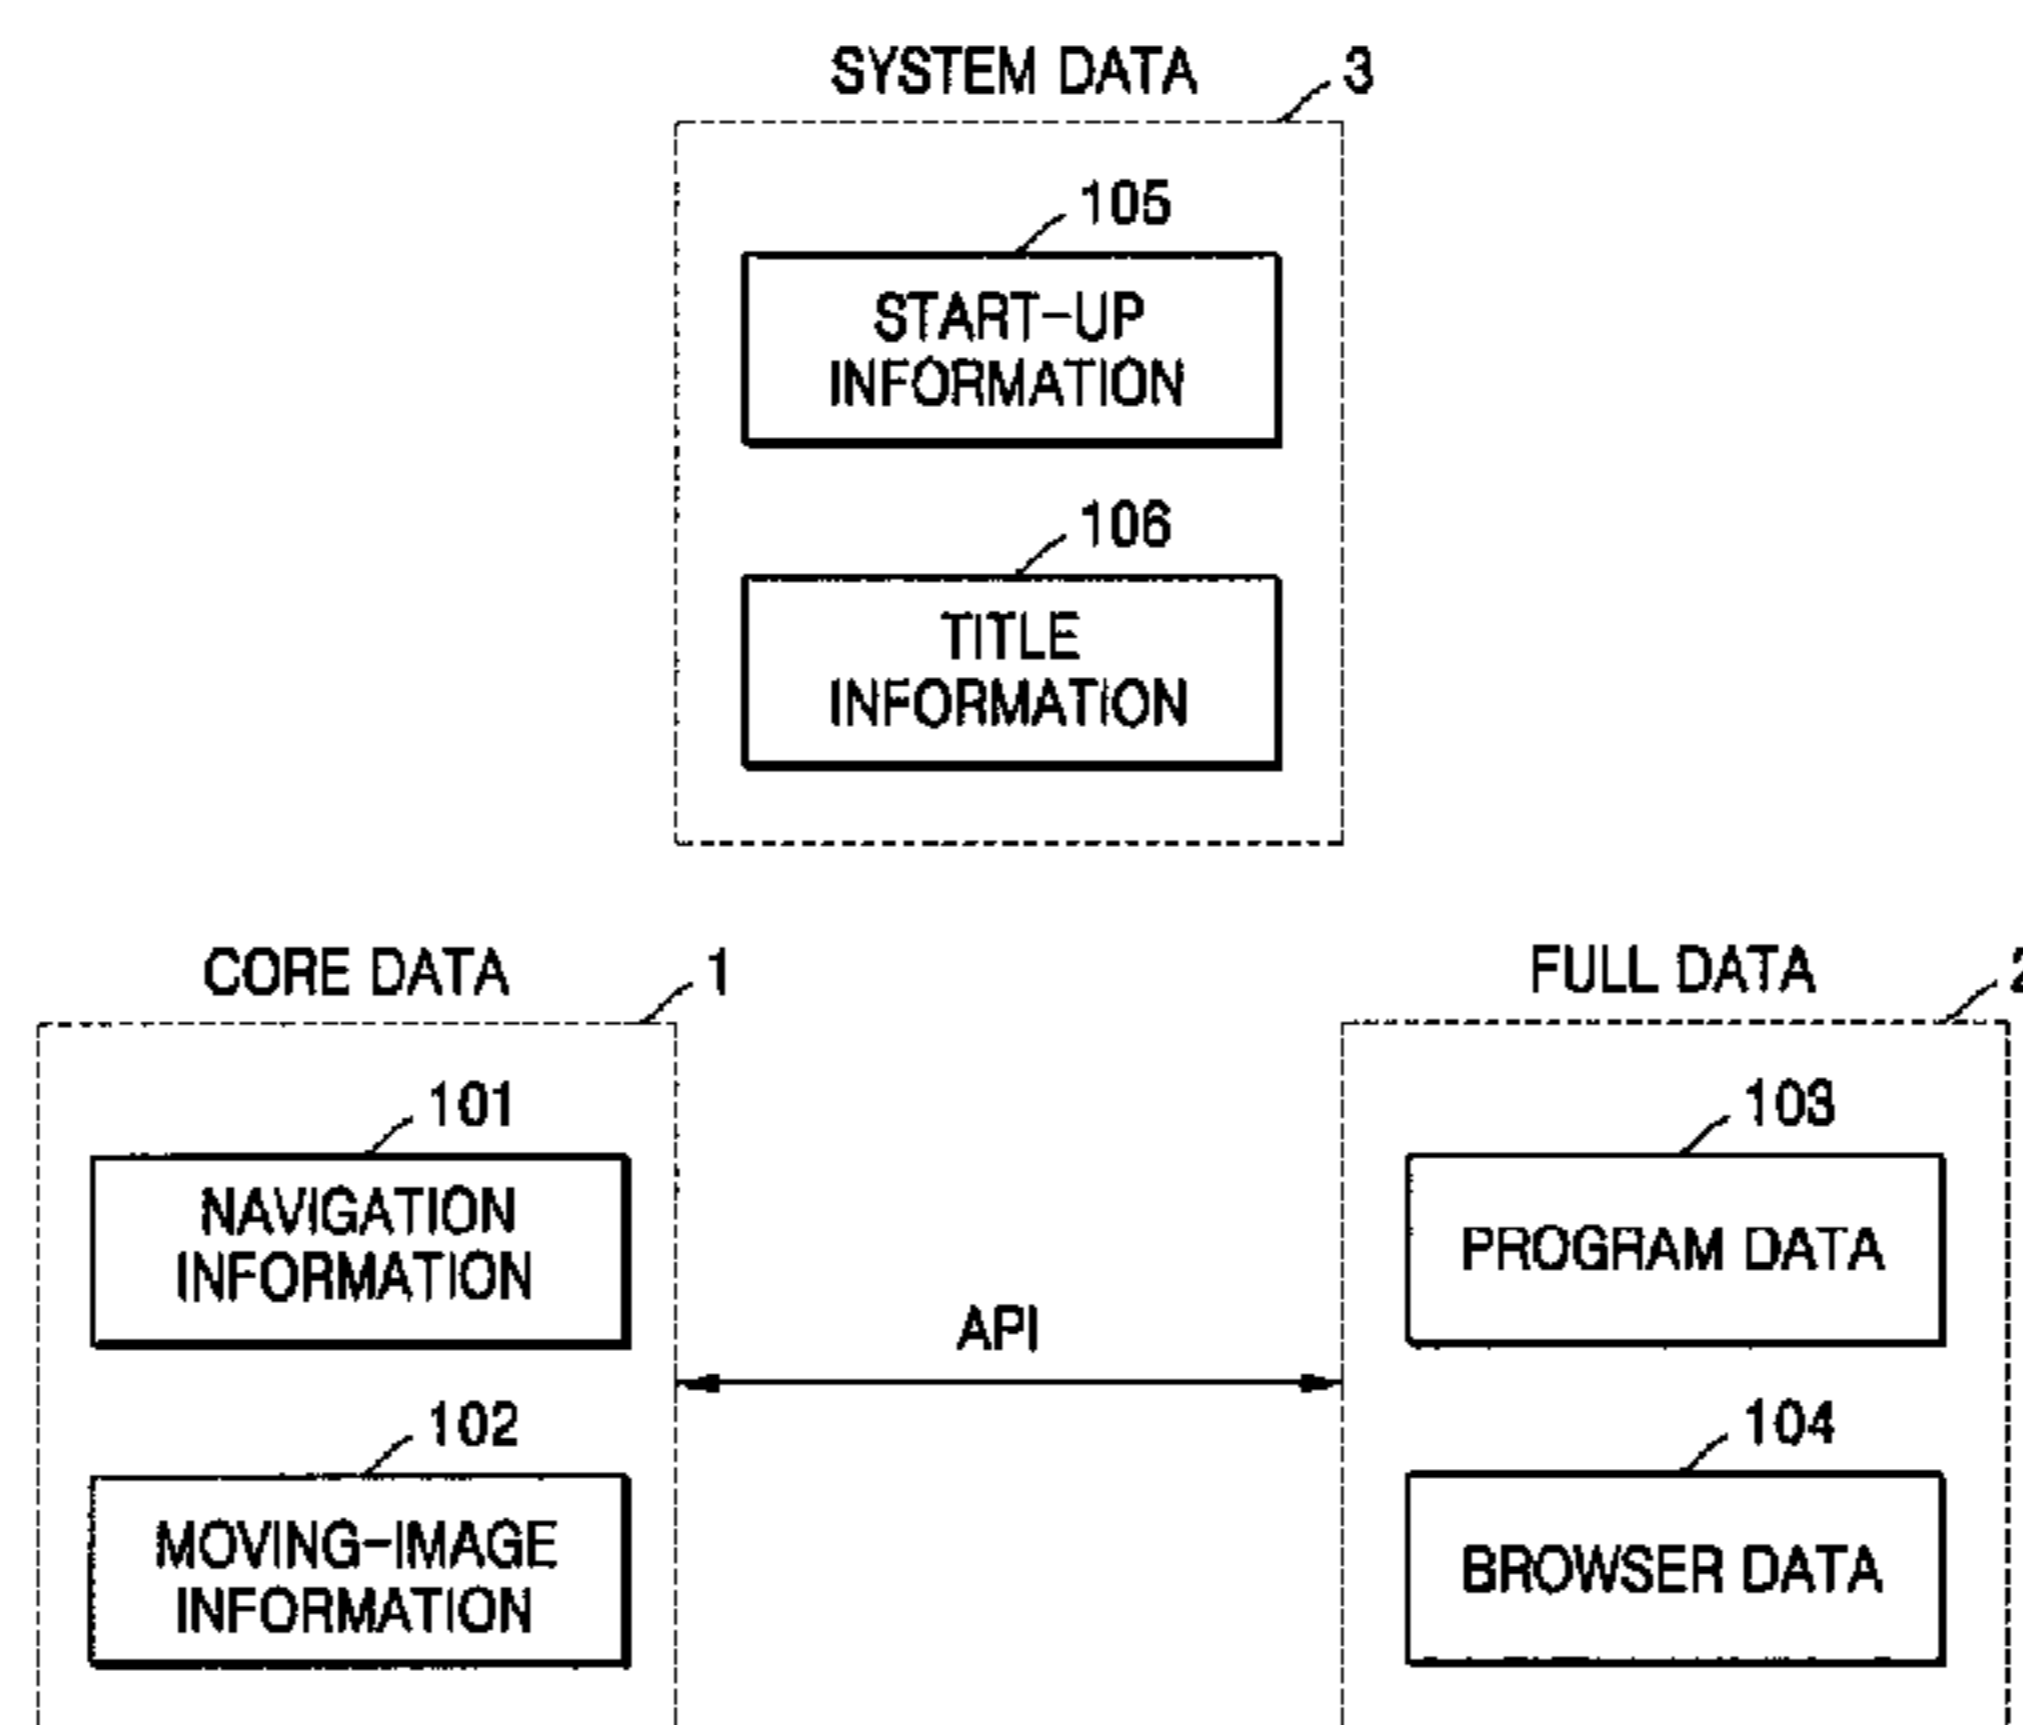 SYSTEM DATA 3
105
START-UP
INFORMATION
106
TITLE
INFORMATION
CORE DATA 1
101
NAVIGATION
INFORMATION
102
MOVING-IMAGE
INFORMATION
API
FULL DATA 2
103
PROGRAM DATA
104
BROWSER DATA